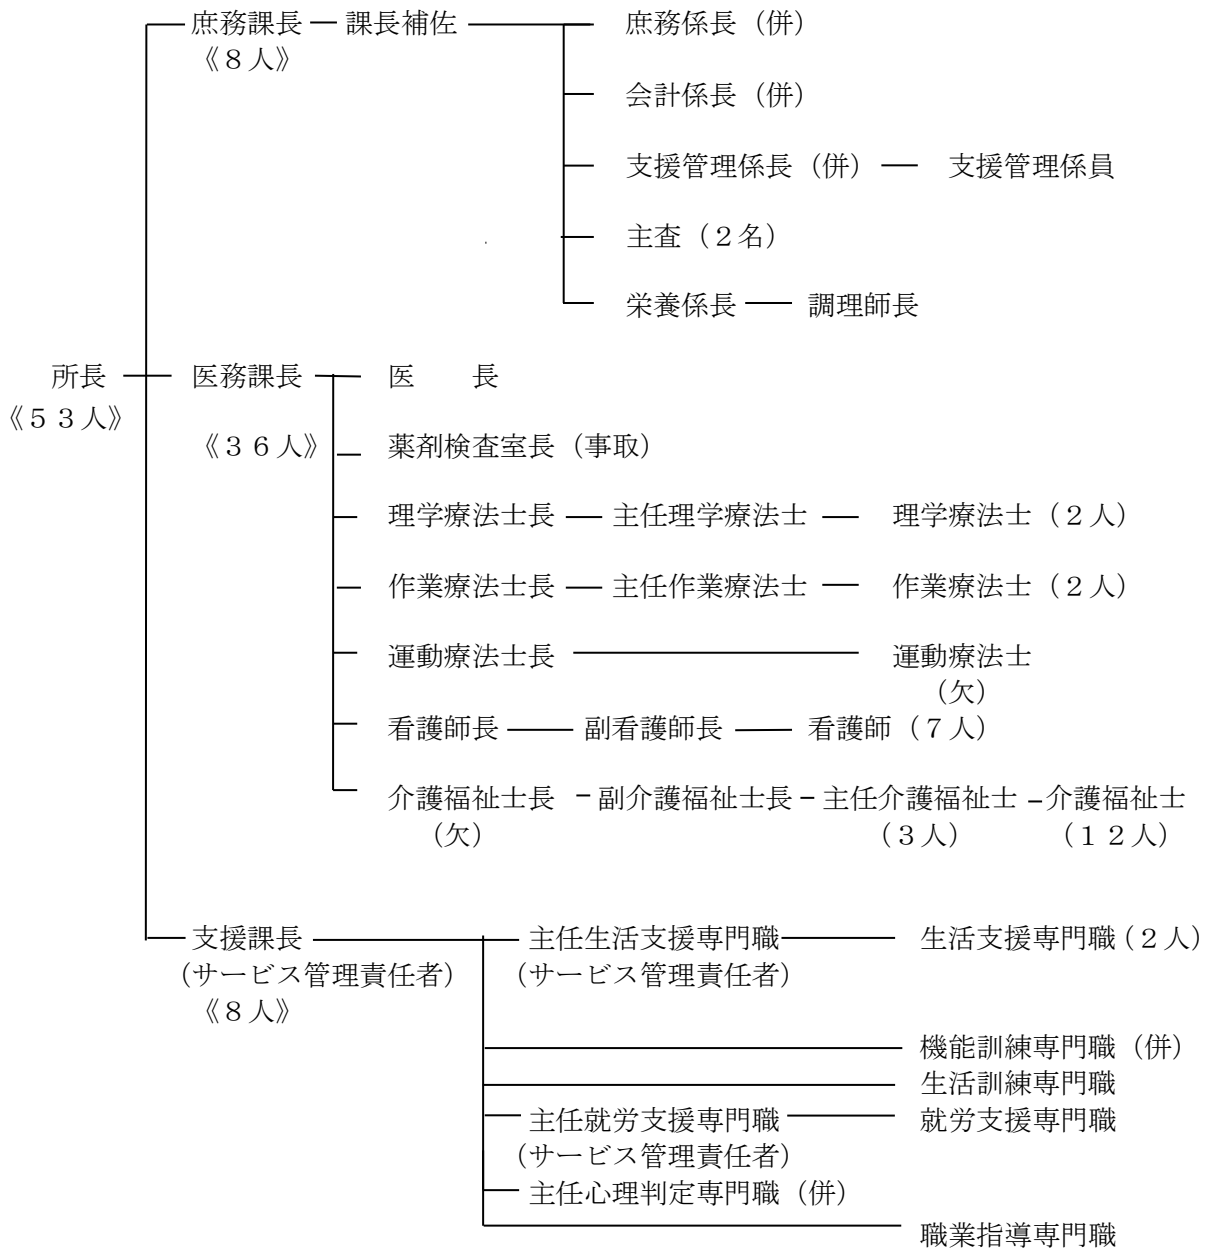 庶務課長 課長補佐 庶務係長（併）
《８人》
会計係長（併）
支援管理係長（併） 支援管理係員
主査（２名）
栄養係長 調理師長
所長 医務課長 医　　長
《５３人》
《３６人》 薬剤検査室長（事取）
理学療法士長 主任理学療法士 理学療法士（２人）
作業療法士長 主任作業療法士 作業療法士（２人）
運動療法士長 運動療法士
（欠）
看護師長 副看護師長 看護師（７人）
介護福祉士長 副介護福祉士長 主任介護福祉士 介護福祉士
（欠） （３人） （１２人）
支援課長 主任生活支援専門職 生活支援専門職（２人）
（サービス管理責任者） （サービス管理責任者）
《８人》
機能訓練専門職（併）
生活訓練専門職
主任就労支援専門職 就労支援専門職
（サービス管理責任者）
主任心理判定専門職（併）
職業指導専門職